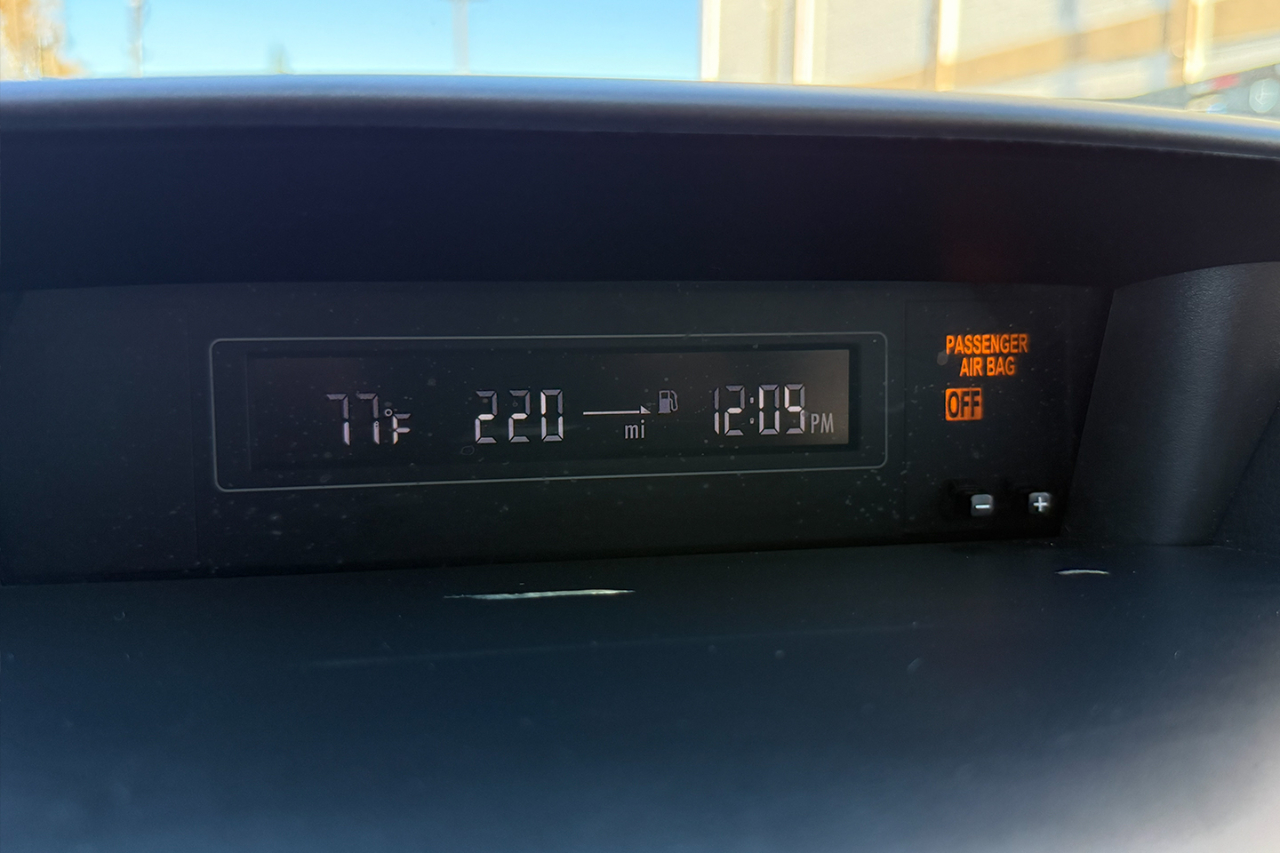 77°F 220 mi 12:09 PM
PASSENGER
AIR BAG
OFF
- +